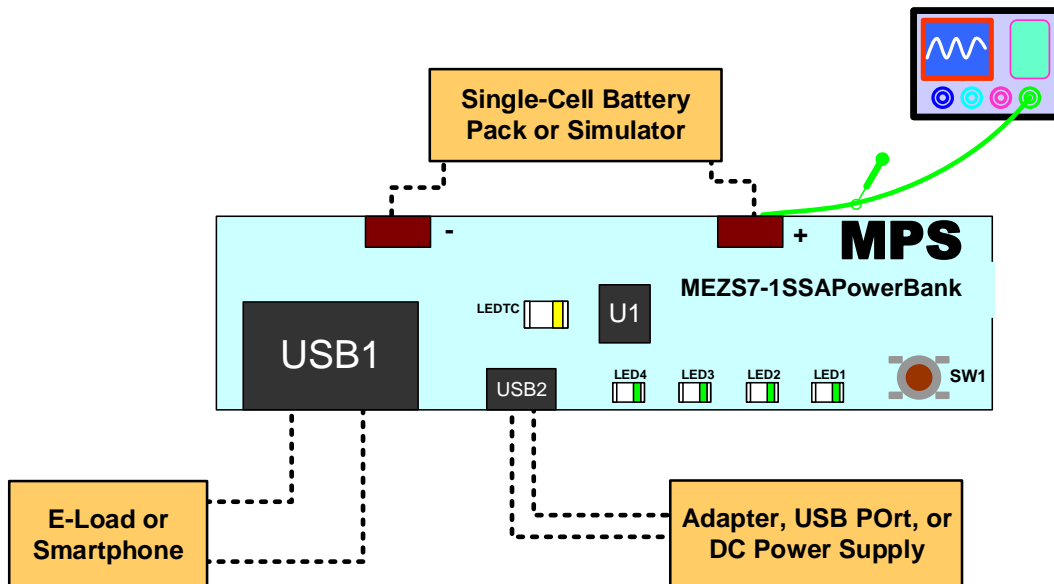 Single-Cell Battery
Pack or Simulator
-
+
MPS
MEZS7-1SSAPowerBank
LEDTC
U1
USB1
USB2
LED4
LED3
LED2
LED1
SW1
E-Load or
Smartphone
Adapter, USB POrt, or
DC Power Supply